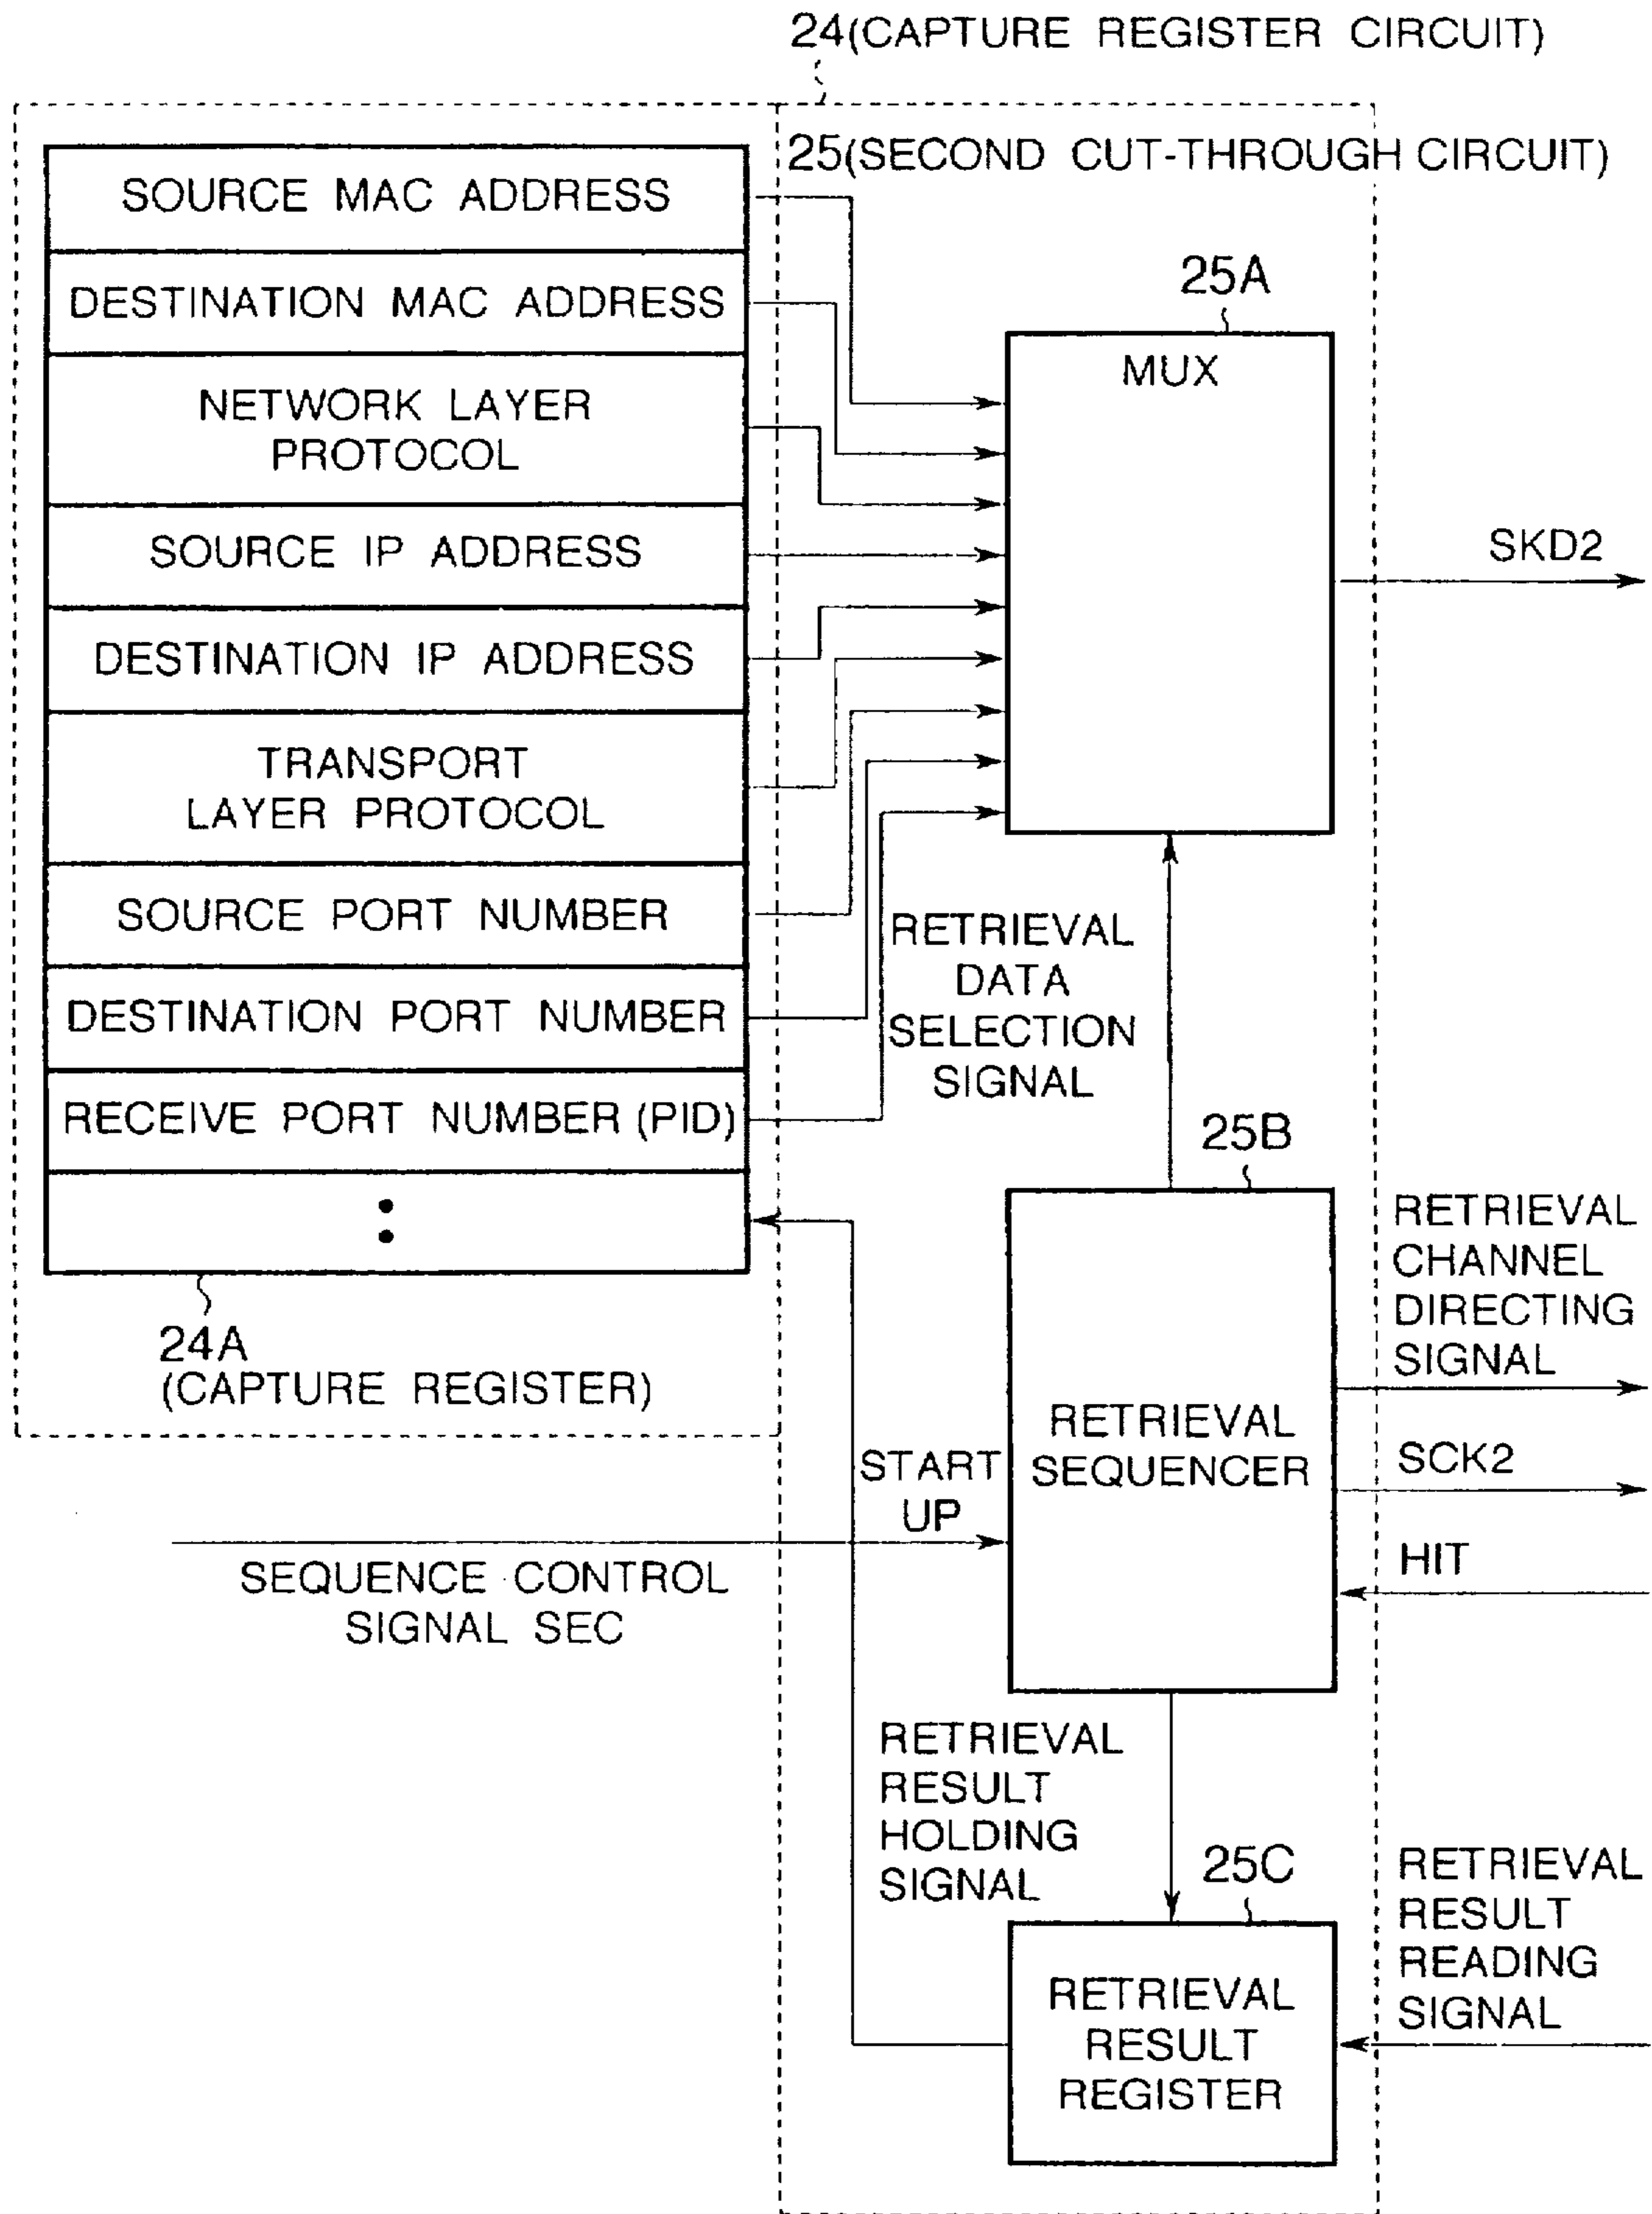 24(CAPTURE REGISTER CIRCUIT)
25(SECOND CUT-THROUGH CIRCUIT)
SOURCE MAC ADDRESS
DESTINATION MAC ADDRESS
NETWORK LAYER
PROTOCOL
SOURCE IP ADDRESS
DESTINATION IP ADDRESS
TRANSPORT
LAYER PROTOCOL
SOURCE PORT NUMBER
DESTINATION PORT NUMBER
RECEIVE PORT NUMBER (PID)
24A
(CAPTURE REGISTER)
25A
MUX
SKD2
RETRIEVAL
DATA
SELECTION
SIGNAL
25B
RETRIEVAL
SEQUENCER
RETRIEVAL
CHANNEL
DIRECTING
SIGNAL
SCK2
HIT
START
UP
SEQUENCE CONTROL
SIGNAL SEC
RETRIEVAL
RESULT
HOLDING
SIGNAL
25C
RETRIEVAL
RESULT
REGISTER
RETRIEVAL
RESULT
READING
SIGNAL